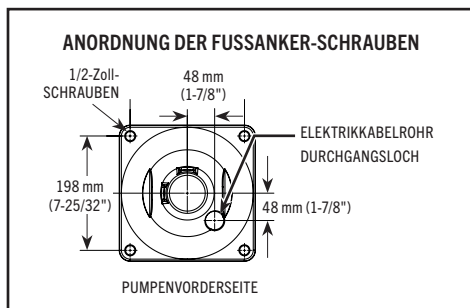 ANORDNUNG DER FUSSANKER-SCHRAUBEN
1/2-Zoll-
SCHRAUBEN
48 mm
(1-7/8")
ELEKTRIKKABELROHR
DURCHGANGSLOCH
198 mm
(7-25/32")
48 mm (1-7/8")
PUMPENVORDERSEITE